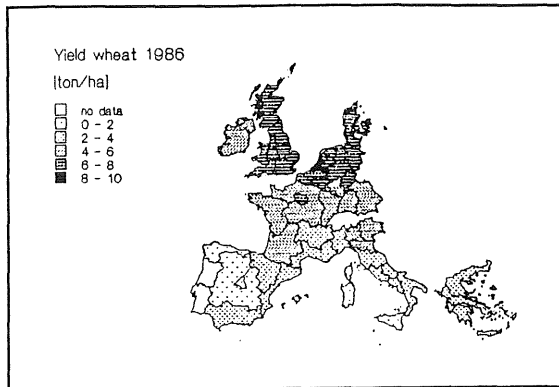 Yield wheat 1986
[ton/ha]
no data
0 - 2
2 - 4
4 - 6
6 - 8
8 - 10